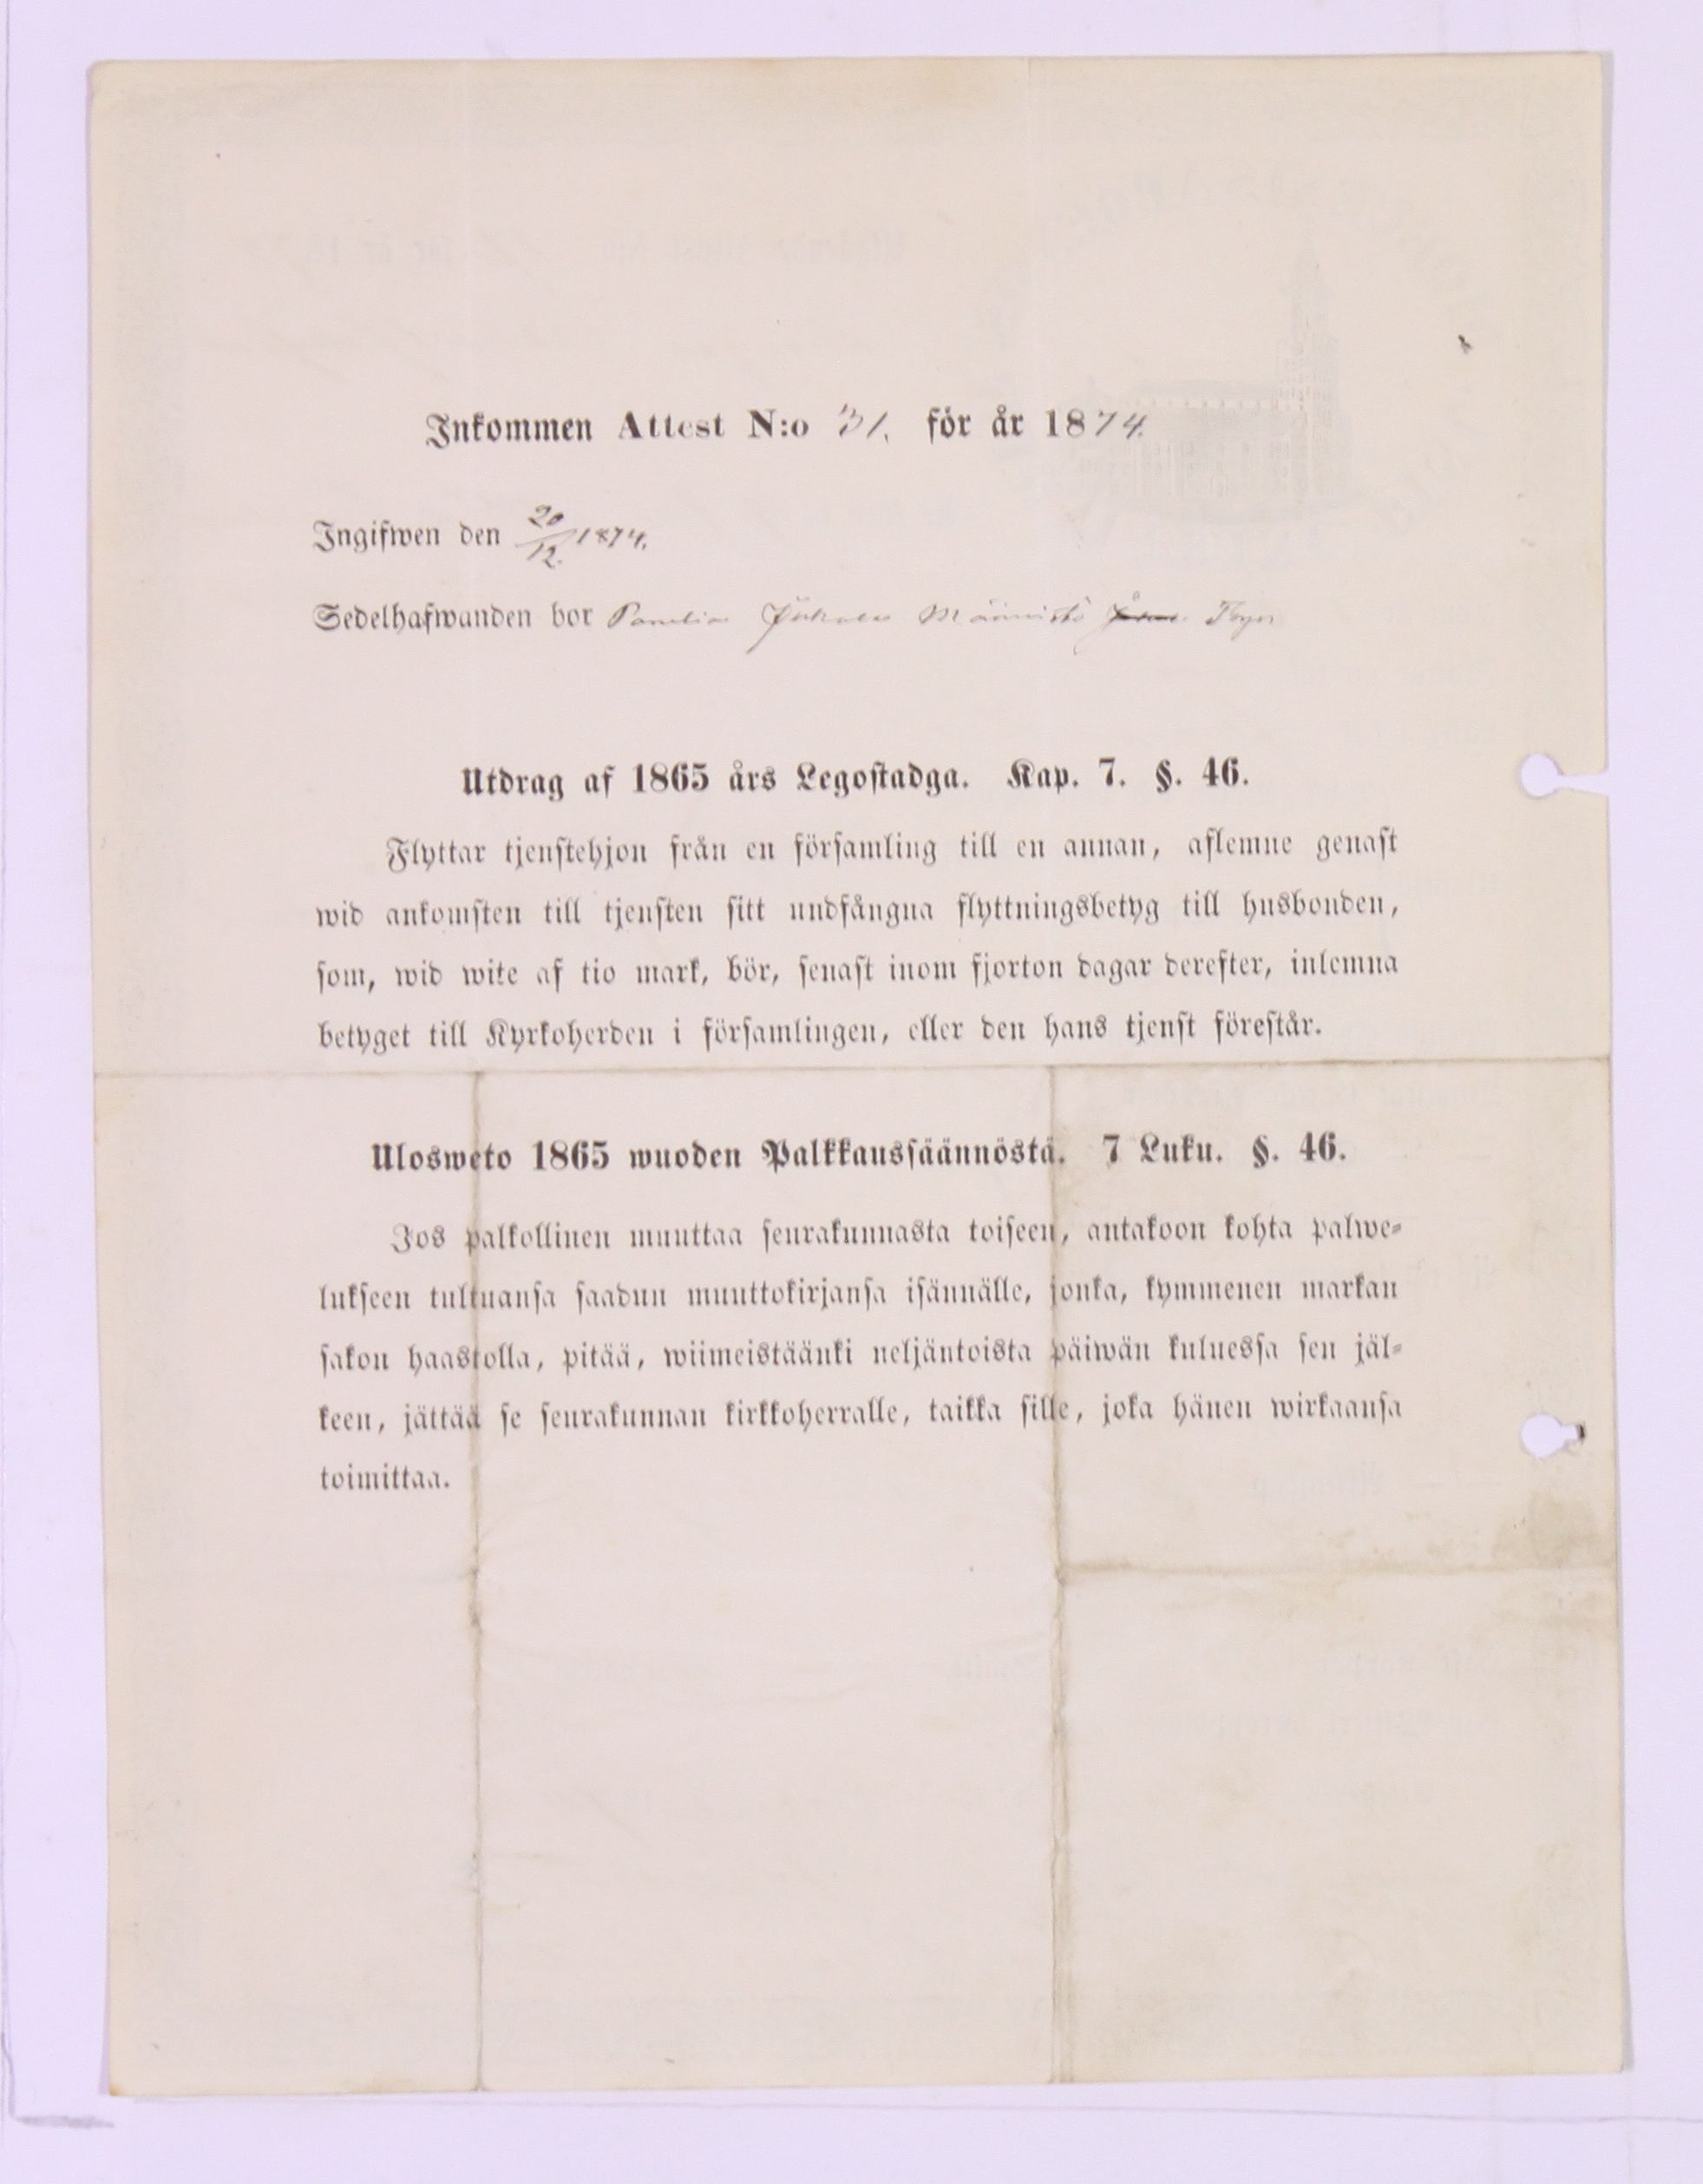 Inkommen Attest N:o 31. för år 1874.
Ingifwen den 20/12. 1874.
Sedelhafwanden bor Panelia Männistö
Utdrag af 1865 års Legostadga. Kap. 7. §. 46.
Flyttar tjenstehjon från en församling till en annan, aflemne genast
wid ankomsten till tjensten sitt undfångna flyttningsbetyg till husbonden,
som, wid wite af tio mark, bör, senast inom fjorton dagar derefter, inlemna
betyget till Kyrkoherden i församlingen, eller den hans tjenst förestår.
Ulosweto 1865 wuoden Palkkaussäännöstä. 7 Luku. §. 46.
Jos palkollinen muuttaa seurakunnasta toiseen, antakoon kohta palwe-
lukseen tultuansa saadun muuttokirjansa isännälle, jonka, kymmenen markan
sakon haastolla, pitää, wiimeistäänki neljäntoista päiwän kuluessa sen jäl-
keen, jättää se seurakunnan kirkkoherralle, taikka sille, joka hänen wirkaansa
toimittaa.